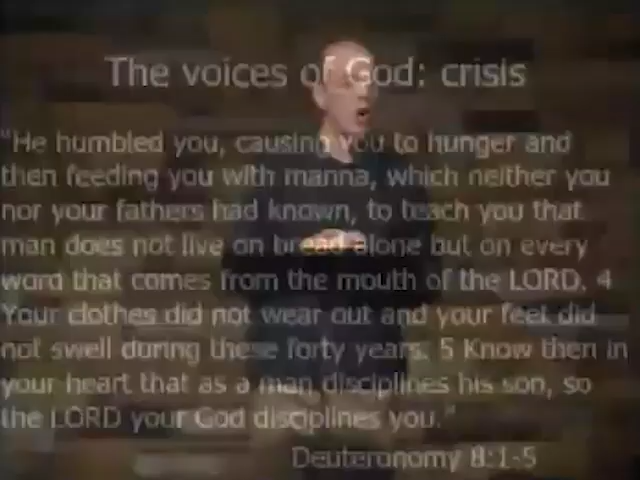 The voices of God: crisis
"He humbled you, causing you to hunger and
then feeding you with manna, which neither you
nor your fathers had known, to teach you that
man does not live on bread alone but on every
word that comes from the mouth of the LORD. 4
Your clothes did not wear out and your feet did
not swell during these forty years. 5 Know then in
your heart that as a man disciplines his son, so
the LORD your God disciplines you."
Deuteronomy 8:1-5